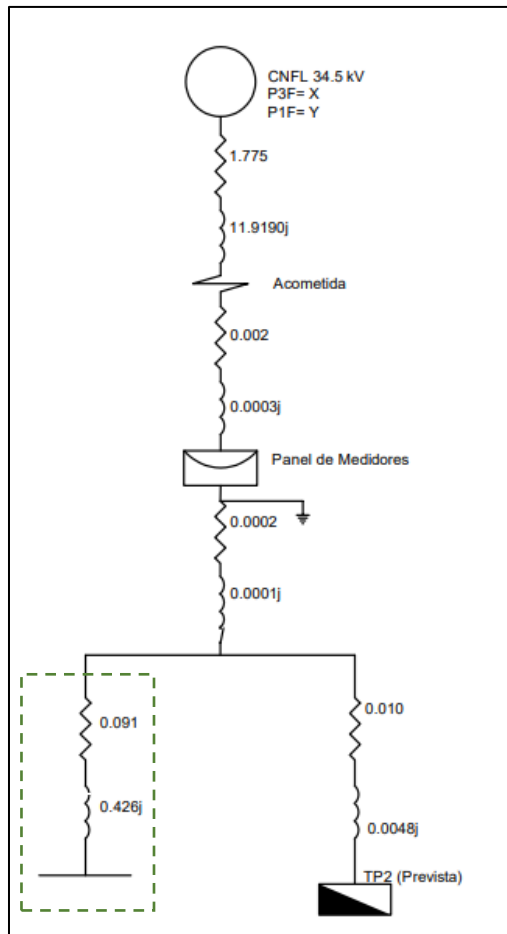 CNFL 34.5 kV
P3F= X
P1F= Y
1.775
11.9190j
Acometida
0.002
0.0003j
Panel de Medidores
0.0002
0.0001j
0.091
0.010
0.426j
0.0048j
TP2 (Prevista)